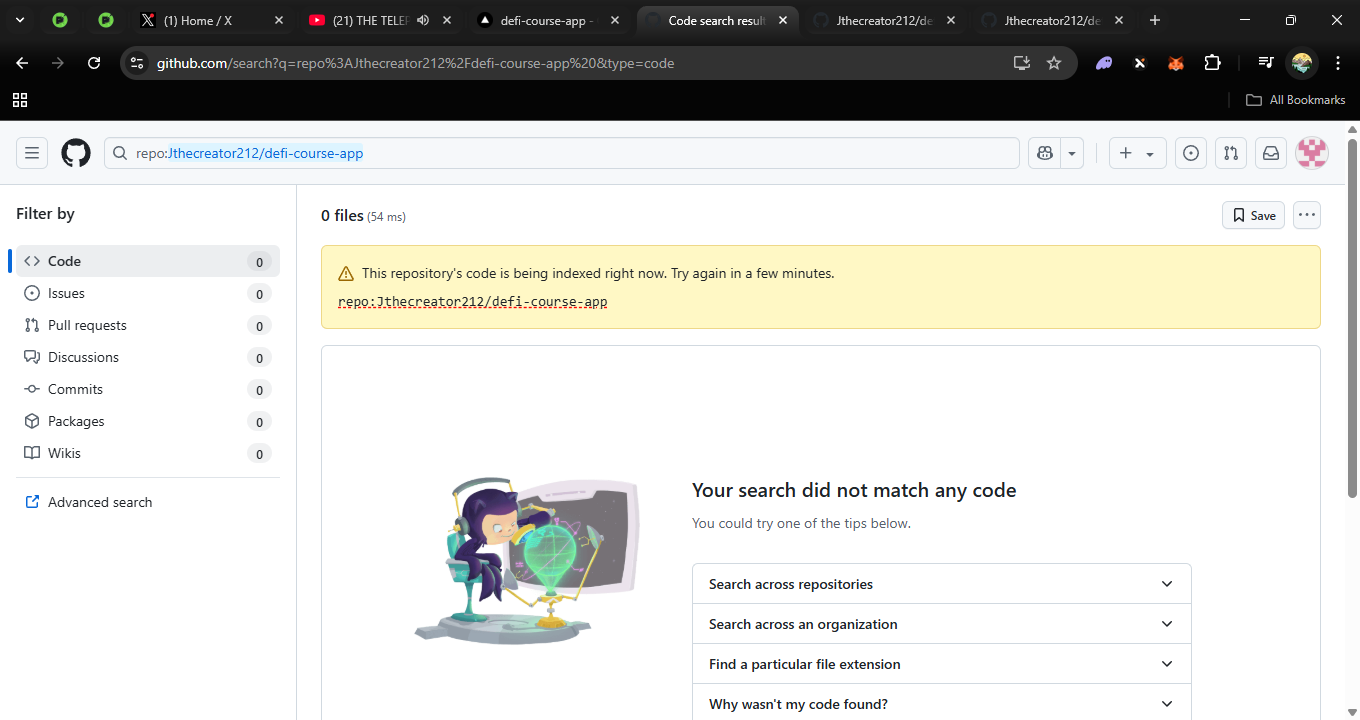 (1) Home / X
(21) THE TELEP
defi-course-app -
Code search result
Jthecreator212/de
Jthecreator212/de
github.com/search?q=repo%3AJthecreator212%2Fdefi-course-app%20&type=code
All Bookmarks
repo:Jthecreator212/defi-course-app
Filter by
0 files (54 ms)
Save
Code 0
This repository's code is being indexed right now. Try again in a few minutes.
Issues 0
repo:Jthecreator212/defi-course-app
Pull requests 0
Discussions 0
Commits 0
Packages 0
Wikis 0
Advanced search
Your search did not match any code
You could try one of the tips below.
Search across repositories
Search across an organization
Find a particular file extension
Why wasn't my code found?